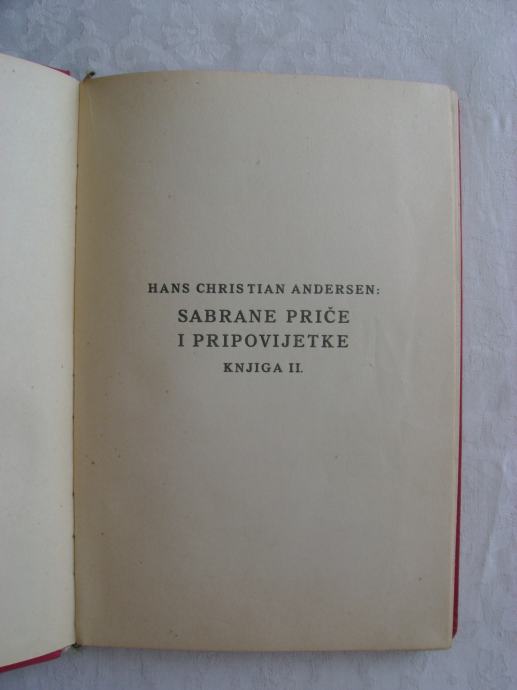 HANS CHRISTIAN ANDERSEN:
SABRANE PRIČE
I PRIPOVIJETKE
KNJIGA II.